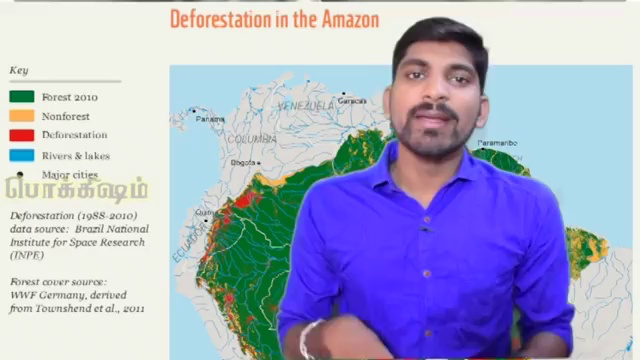 Deforestation in the Amazon
Key
Forest 2010
Nonforest
Deforestation
Rivers & lakes
Major cities
பொக்கிஷம்
Deforestation (1988-2010)
data source: Brazil National
Institute for Space Research
(INPE)
Forest cover source:
WWF Germany, derived
from Townshend et al., 2011
Panama
VENEZUELA
Caracas
COLUMBIA
Bogota
Quito
ECUADOR
Paramaribo